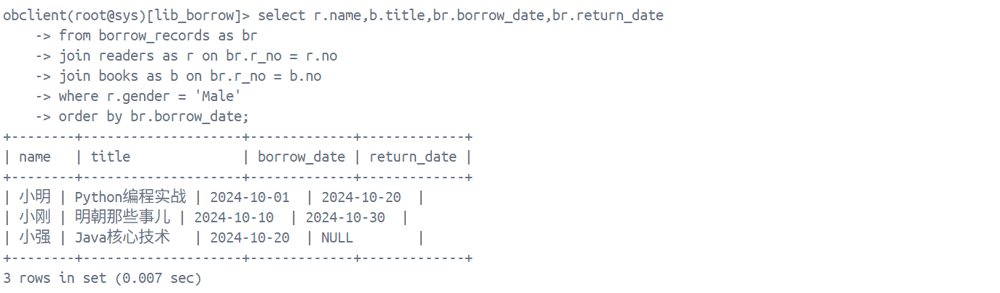 obclient(root@sys)[lib_borrow]> select r.name,b.title,br.borrow_date,br.return_date
    -> from borrow_records as br
    -> join readers as r on br.r_no = r.no
    -> join books as b on br.r_no = b.no
    -> where r.gender = 'Male'
    -> order by br.borrow_date;
+--------+--------------------+-------------+-------------+
| name   | title              | borrow_date | return_date |
+--------+--------------------+-------------+-------------+
| 小明 | Python编程实战 | 2024-10-01  | 2024-10-20  |
| 小刚 | 明朝那些事儿 | 2024-10-10  | 2024-10-30  |
| 小强 | Java核心技术   | 2024-10-20  | NULL        |
+--------+--------------------+-------------+-------------+
3 rows in set (0.007 sec)